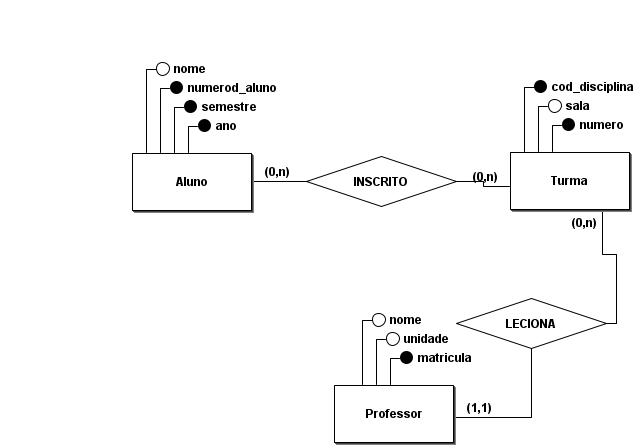 nome
numerod_aluno
semestre
ano
Aluno
(0,n)
INSCRITO
(0,n)
cod_disciplina
sala
numero
Turma
(0,n)
LECIONA
nome
unidade
matricula
Professor
(1,1)